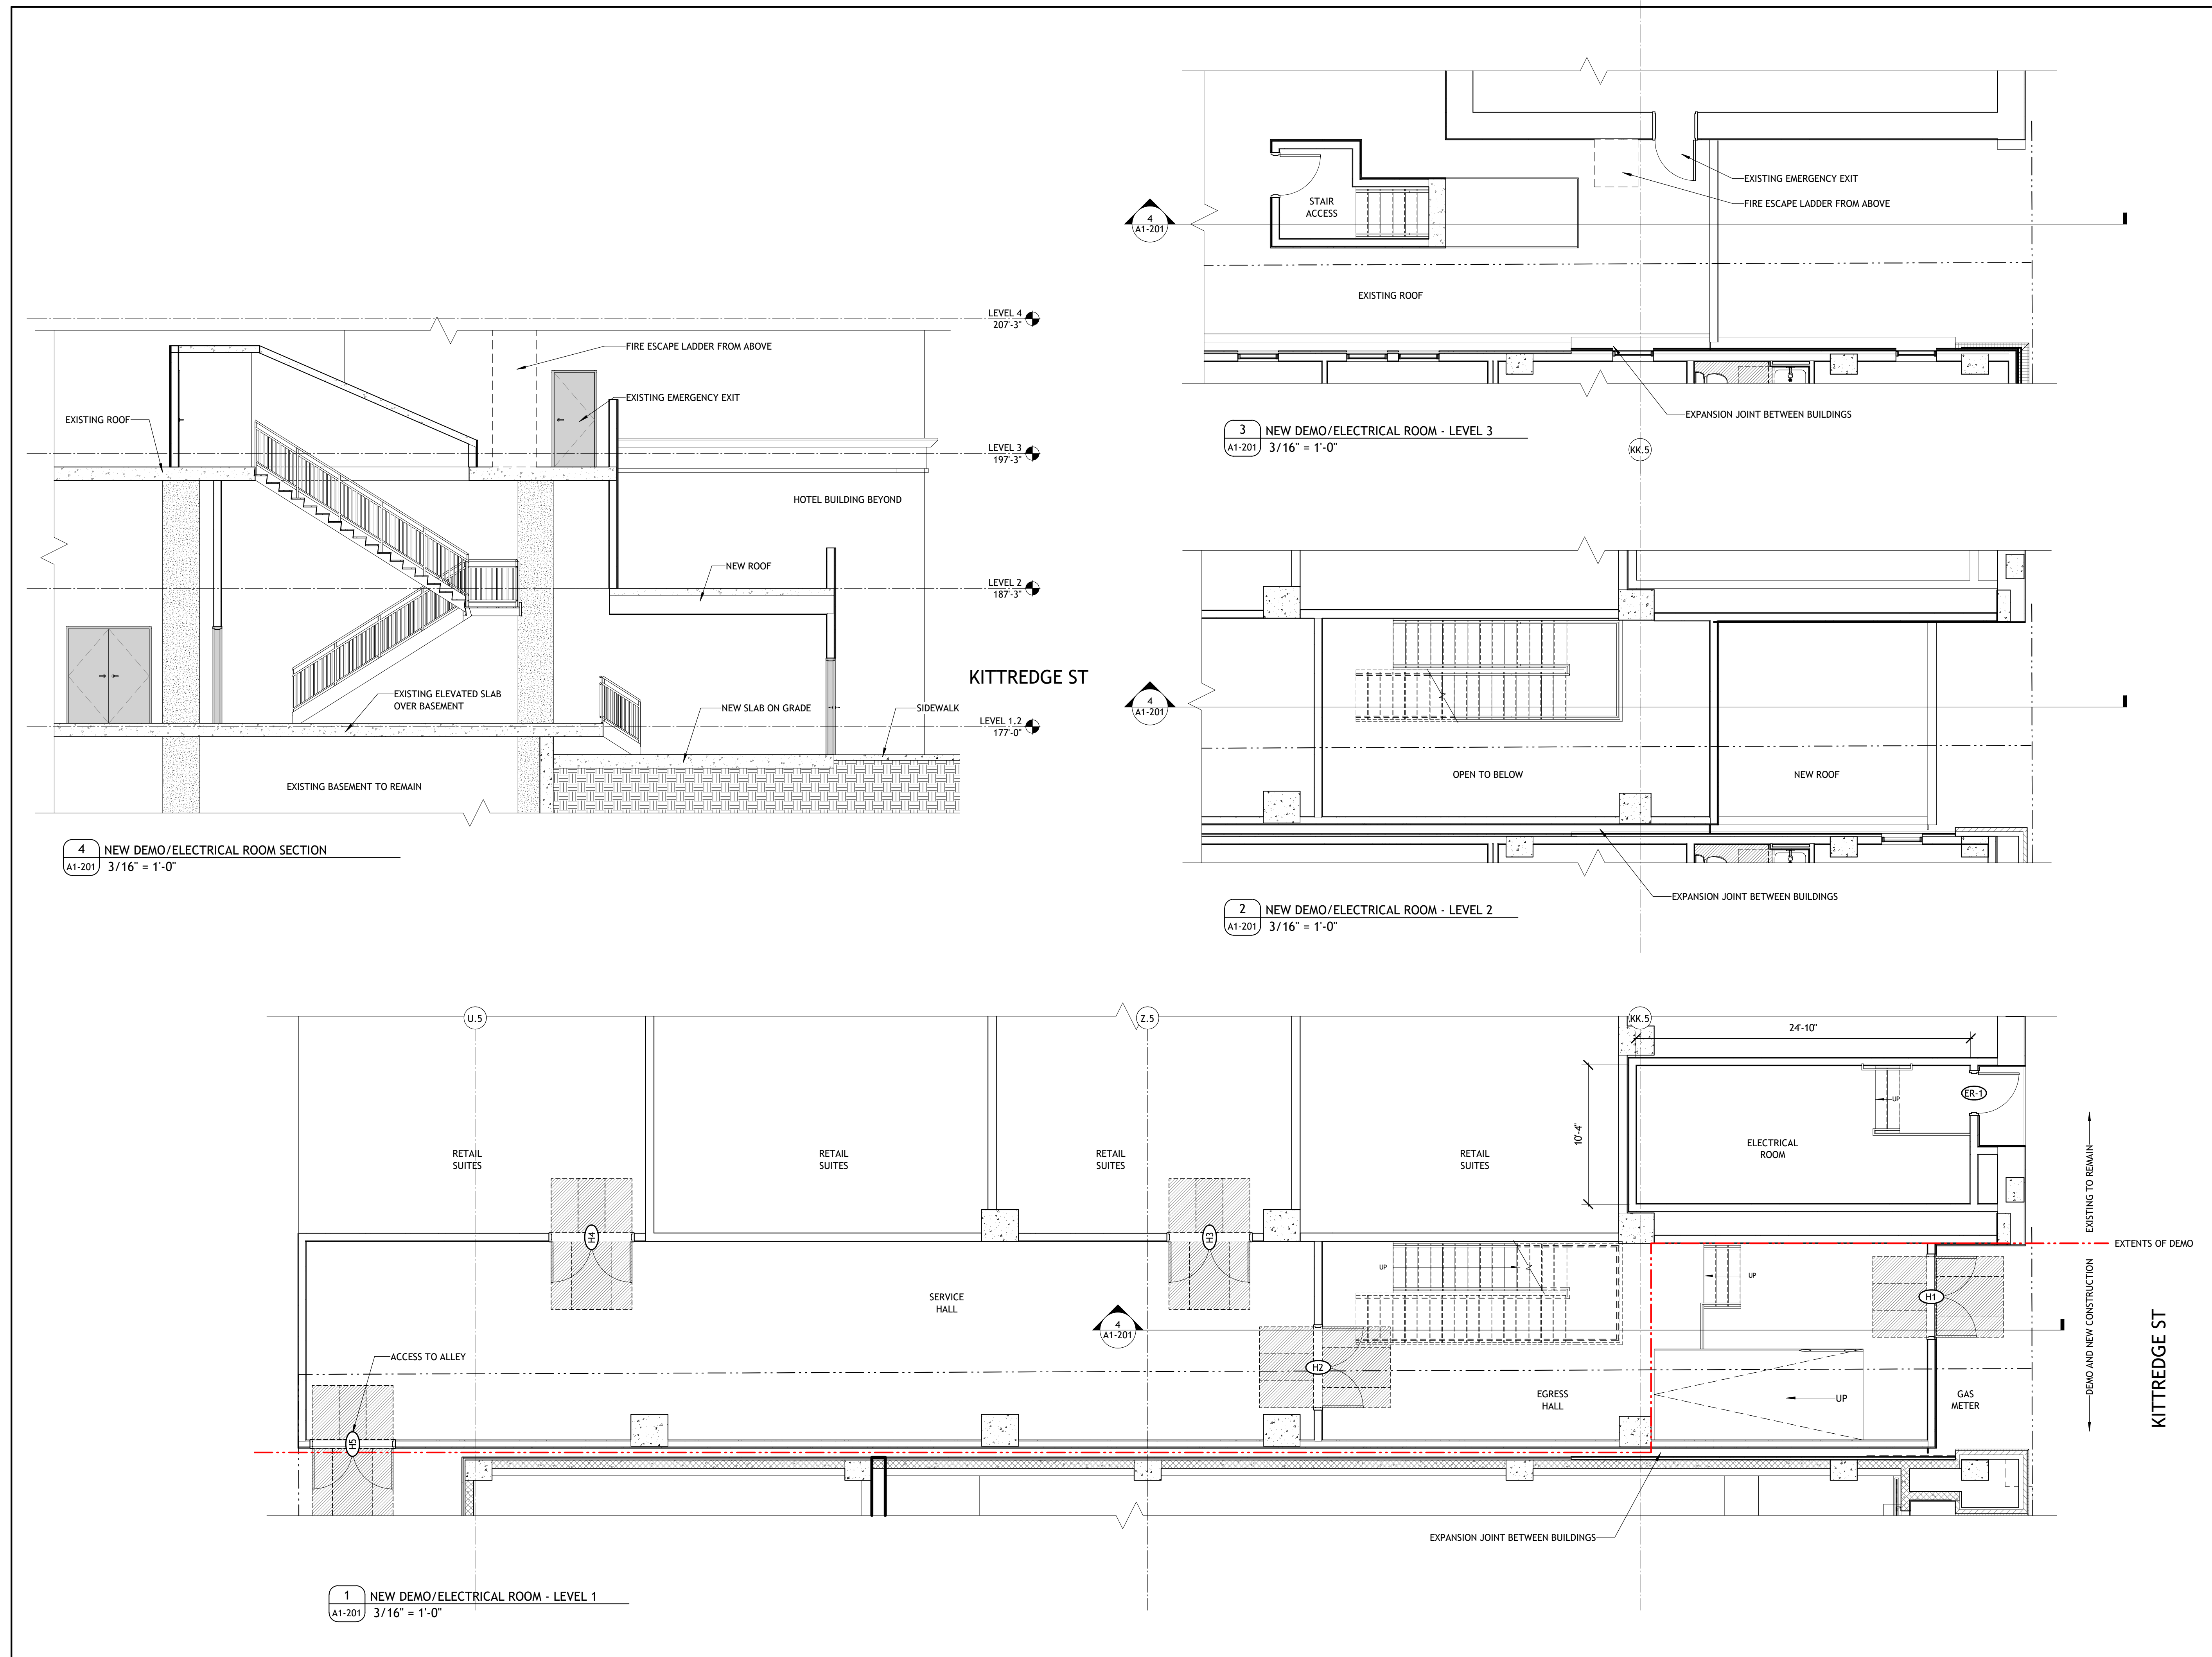 EXISTING EMERGENCY EXIT
FIRE ESCAPE LADDER FROM ABOVE
STAIR
ACCESS
4
A1-201
EXISTING ROOF
EXPANSION JOINT BETWEEN BUILDINGS
3
A1-201
NEW DEMO/ELECTRICAL ROOM - LEVEL 3
3/16" = 1'-0"
KK.5
LEVEL 4
207'-3"
FIRE ESCAPE LADDER FROM ABOVE
EXISTING EMERGENCY EXIT
EXISTING ROOF
LEVEL 3
197'-3"
HOTEL BUILDING BEYOND
NEW ROOF
LEVEL 2
187'-3"
KITTREDGE ST
EXISTING ELEVATED SLAB
OVER BASEMENT
NEW SLAB ON GRADE
SIDEWALK
LEVEL 1.2
177'-0"
EXISTING BASEMENT TO REMAIN
4
A1-201
NEW DEMO/ELECTRICAL ROOM SECTION
3/16" = 1'-0"
4
A1-201
OPEN TO BELOW
NEW ROOF
EXPANSION JOINT BETWEEN BUILDINGS
2
A1-201
NEW DEMO/ELECTRICAL ROOM - LEVEL 2
3/16" = 1'-0"
U.5
Z.5
KK.5
24'-10"
10'-4"
UP
ER-1
ELECTRICAL
ROOM
RETAIL
SUITES
RETAIL
SUITES
RETAIL
SUITES
RETAIL
SUITES
EXISTING TO REMAIN
EXTENTS OF DEMO
DEMO AND NEW CONSTRUCTION
KITTREDGE ST
H4
H3
UP
UP
H1
SERVICE
HALL
4
A1-201
H2
ACCESS TO ALLEY
EGRESS
HALL
UP
GAS
METER
H5
EXPANSION JOINT BETWEEN BUILDINGS
1
A1-201
NEW DEMO/ELECTRICAL ROOM - LEVEL 1
3/16" = 1'-0"